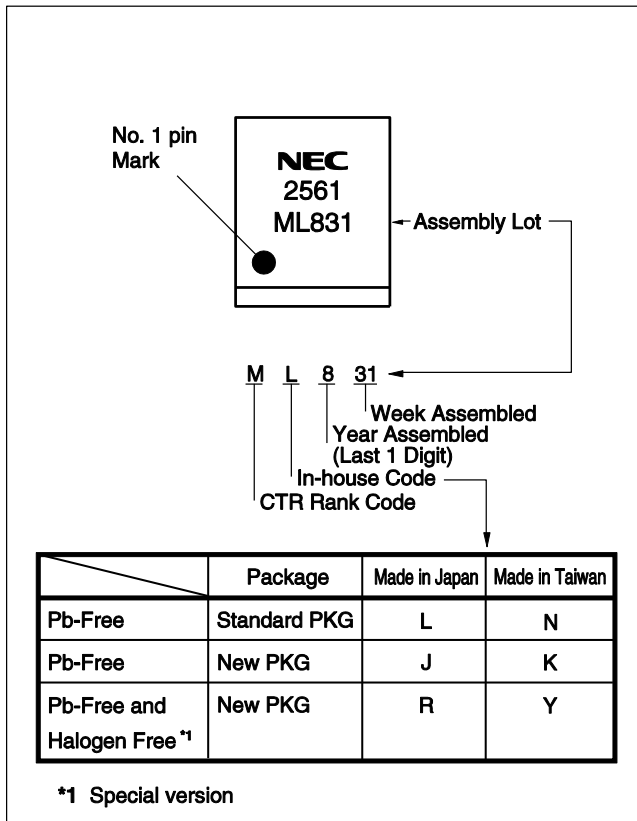 No. 1 pin
Mark
NEC
2561
ML831
Assembly Lot
M L 8 31
Week Assembled
Year Assembled
(Last 1 Digit)
In-house Code
CTR Rank Code
Package Made in Japan Made in Taiwan
Pb-Free Standard PKG L N
Pb-Free New PKG J K
Pb-Free and New PKG R Y
Halogen Free *1
*1 Special version